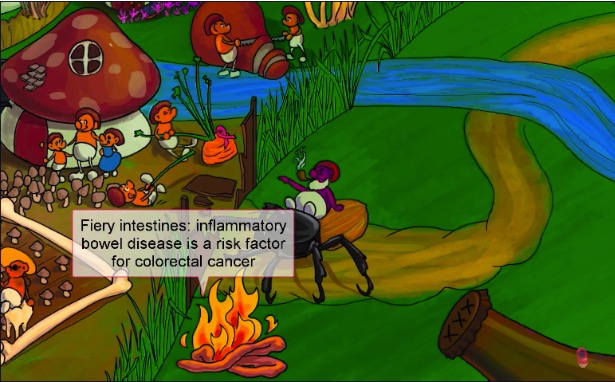 Fiery intestines: inflammatory
bowel disease is a risk factor
for colorectal cancer